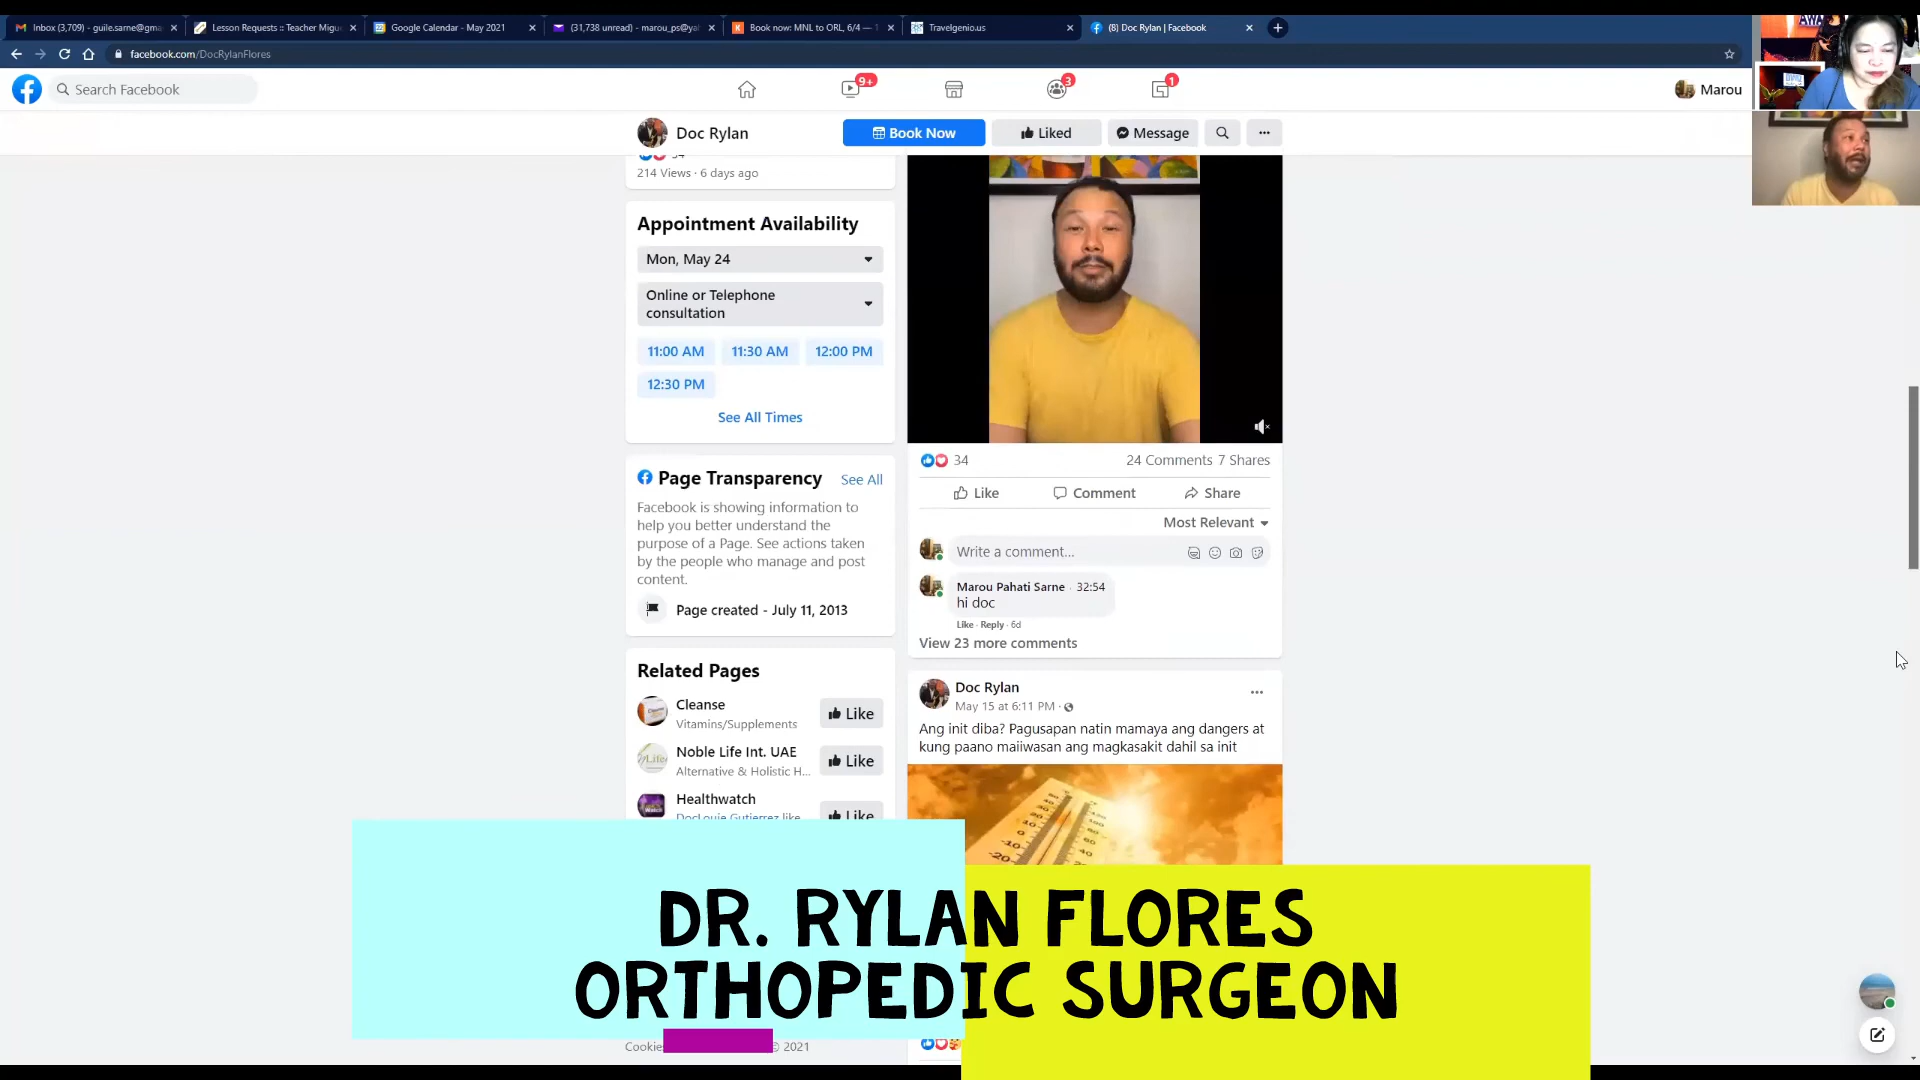 Inbox (3,709) - guile.sarne@gma
Lesson Requests :: Teacher Migu
Google Calendar - May 2021
(31,738 unread) - marou_ps@ya
Book now: MNL to ORL, 6/4 —
Travelgenio.us
(8) Doc Rylan | Facebook
facebook.com/DocRylanFlores
Search Facebook
9+
3
1
Marou
Doc Rylan
Book Now
Liked
Message
34
214 Views · 6 days ago
Appointment Availability
Mon, May 24
Online or Telephone
consultation
11:00 AM 11:30 AM 12:00 PM
12:30 PM
See All Times
Page Transparency See All
Facebook is showing information to
help you better understand the
purpose of a Page. See actions taken
by the people who manage and post
content.
Page created - July 11, 2013
Related Pages
Cleanse
Vitamins/Supplements
Like
Noble Life Int. UAE
Alternative & Holistic H...
Like
Healthwatch
DocLouie Gutierrez like
Like
34
24 Comments 7 Shares
Like Comment Share
Most Relevant
Write a comment...
Marou Pahati Sarne · 32:54
hi doc
Like · Reply · 6d
View 23 more comments
Doc Rylan
May 15 at 6:11 PM ·
Ang init diba? Pagusapan natin mamaya ang dangers at
kung paano maiiwasan ang magkasakit dahil sa init
DR. RYLAN FLORES
ORTHOPEDIC SURGEON
Cookies
© 2021